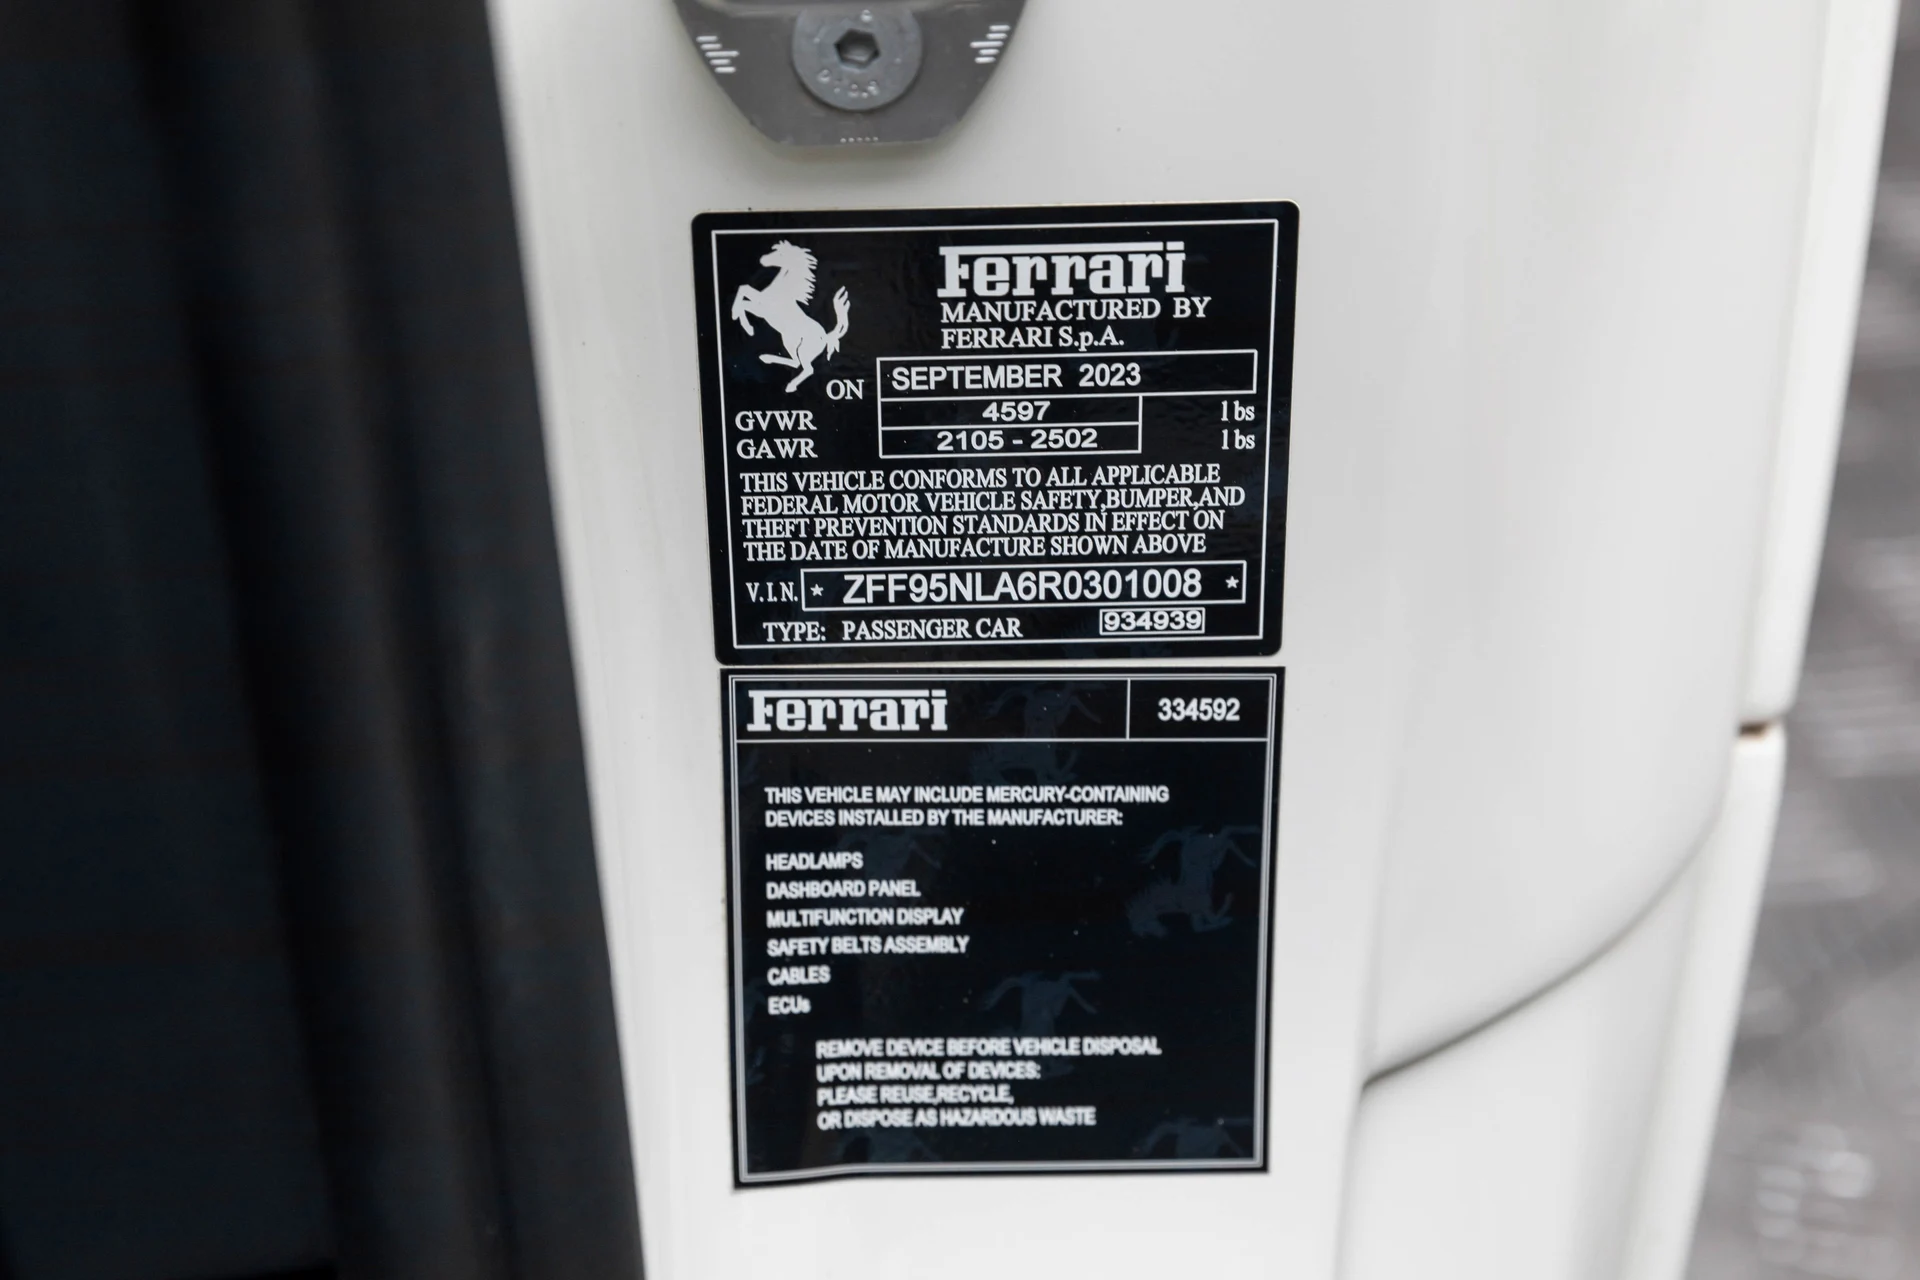 Ferrari
MANUFACTURED BY
FERRARI S.p.A.
ON SEPTEMBER 2023
GVWR 4597 lbs
GAWR 2105 - 2502 lbs
THIS VEHICLE CONFORMS TO ALL APPLICABLE
FEDERAL MOTOR VEHICLE SAFETY,BUMPER,AND
THEFT PREVENTION STANDARDS IN EFFECT ON
THE DATE OF MANUFACTURE SHOWN ABOVE
V.I.N. * ZFF95NLA6R0301008 *
TYPE: PASSENGER CAR 934939
Ferrari 334592
THIS VEHICLE MAY INCLUDE MERCURY-CONTAINING
DEVICES INSTALLED BY THE MANUFACTURER:
HEADLAMPS
DASHBOARD PANEL
MULTIFUNCTION DISPLAY
SAFETY BELTS ASSEMBLY
CABLES
ECUs
REMOVE DEVICE BEFORE VEHICLE DISPOSAL
UPON REMOVAL OF DEVICES:
PLEASE REUSE,RECYCLE,
OR DISPOSE AS HAZARDOUS WASTE